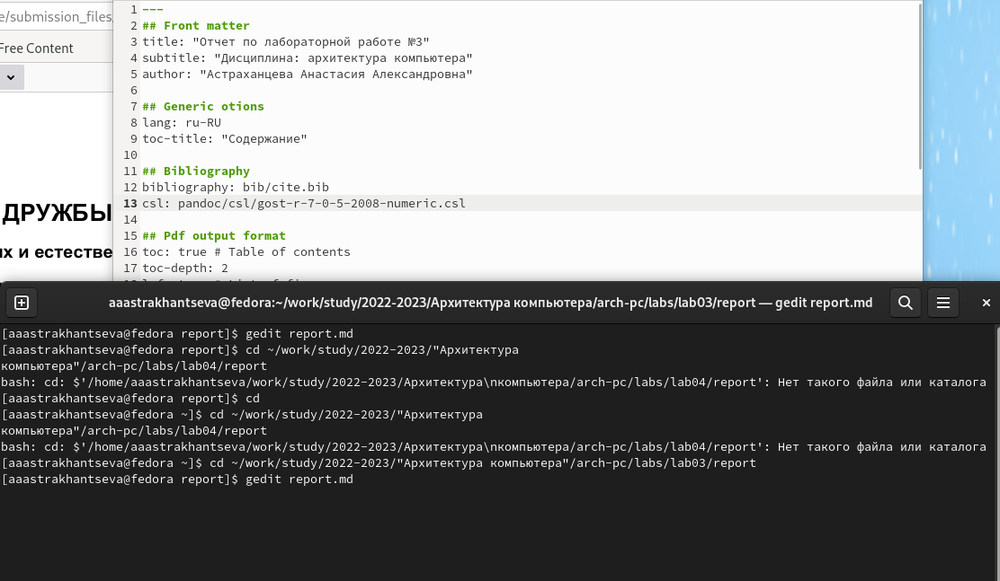 e/submission_files
Free Content
ДРУЖБЫ
их и естестве
1 ---
2 ## Front matter
3 title: "Отчет по лабораторной работе №3"
4 subtitle: "Дисциплина: архитектура компьютера"
5 author: "Астраханцева Анастасия Александровна"
6
7 ## Generic otions
8 lang: ru-RU
9 toc-title: "Содержание"
10
11 ## Bibliography
12 bibliography: bib/cite.bib
13 csl: pandoc/csl/gost-r-7-0-5-2008-numeric.csl
14
15 ## Pdf output format
16 toc: true # Table of contents
17 toc-depth: 2
aaastrakhantseva@fedora:~/work/study/2022-2023/Архитектура компьютера/arch-pc/labs/lab03/report — gedit report.md
[aaastrakhantseva@fedora report]$ gedit report.md
[aaastrakhantseva@fedora report]$ cd ~/work/study/2022-2023/"Архитектура
компьютера"/arch-pc/labs/lab04/report
bash: cd: $'/home/aaastrakhantseva/work/study/2022-2023/Архитектура\nкомпьютера/arch-pc/labs/lab04/report': Нет такого файла или каталога
[aaastrakhantseva@fedora report]$ cd
[aaastrakhantseva@fedora ~]$ cd ~/work/study/2022-2023/"Архитектура
компьютера"/arch-pc/labs/lab04/report
bash: cd: $'/home/aaastrakhantseva/work/study/2022-2023/Архитектура\nкомпьютера/arch-pc/labs/lab04/report': Нет такого файла или каталога
[aaastrakhantseva@fedora ~]$ cd ~/work/study/2022-2023/"Архитектура компьютера"/arch-pc/labs/lab03/report
[aaastrakhantseva@fedora report]$ gedit report.md